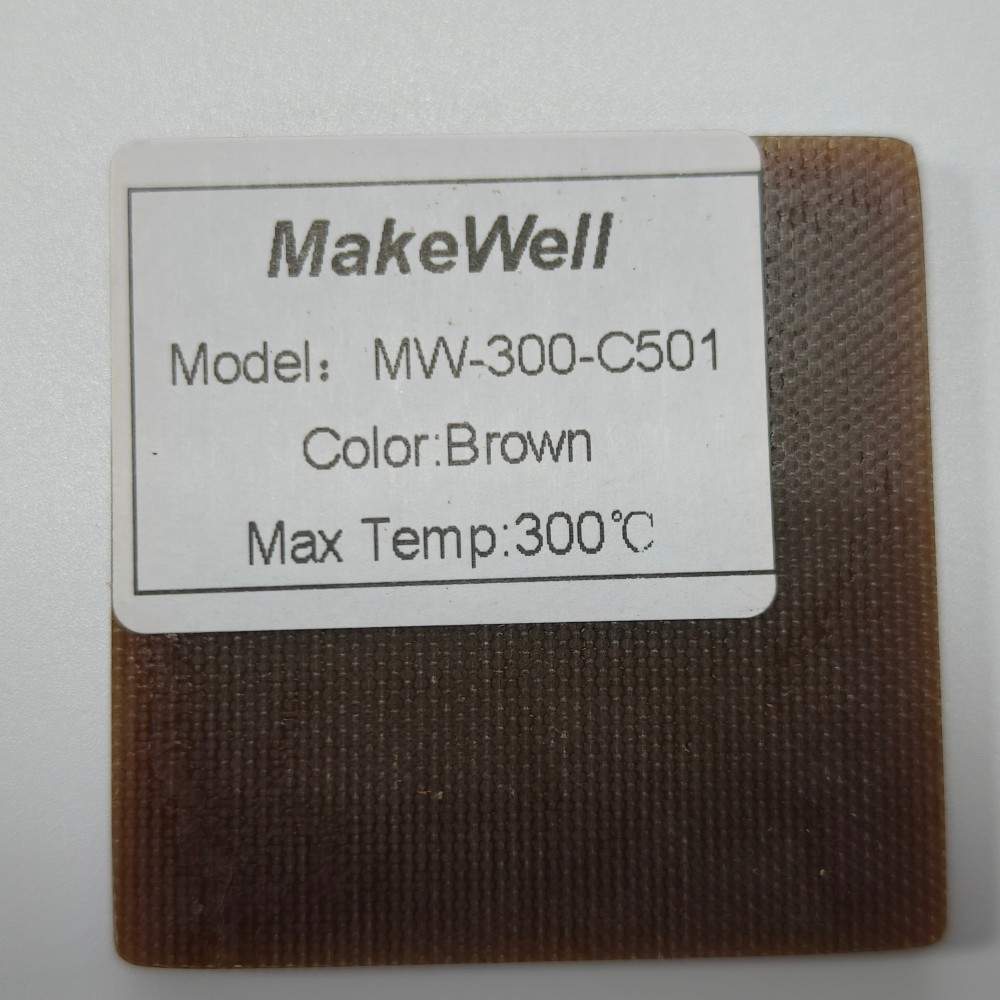 MakeWell
Model： MW-300-C501
Color:Brown
Max Temp:300℃